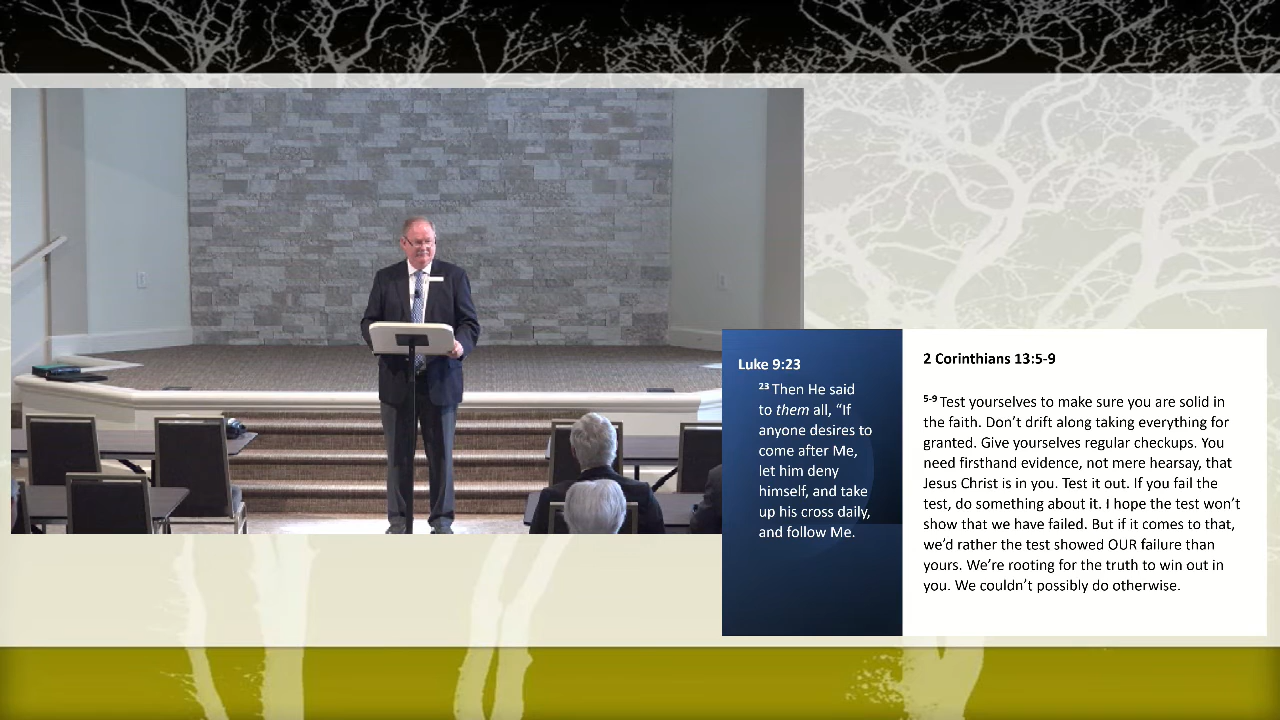 Luke 9:23
23 Then He said
to them all, “If
anyone desires to
come after Me,
let him deny
himself, and take
up his cross daily,
and follow Me.
2 Corinthians 13:5-9
5-9 Test yourselves to make sure you are solid in
the faith. Don’t drift along taking everything for
granted. Give yourselves regular checkups. You
need firsthand evidence, not mere hearsay, that
Jesus Christ is in you. Test it out. If you fail the
test, do something about it. I hope the test won’t
show that we have failed. But if it comes to that,
we’d rather the test showed OUR failure than
yours. We’re rooting for the truth to win out in
you. We couldn’t possibly do otherwise.